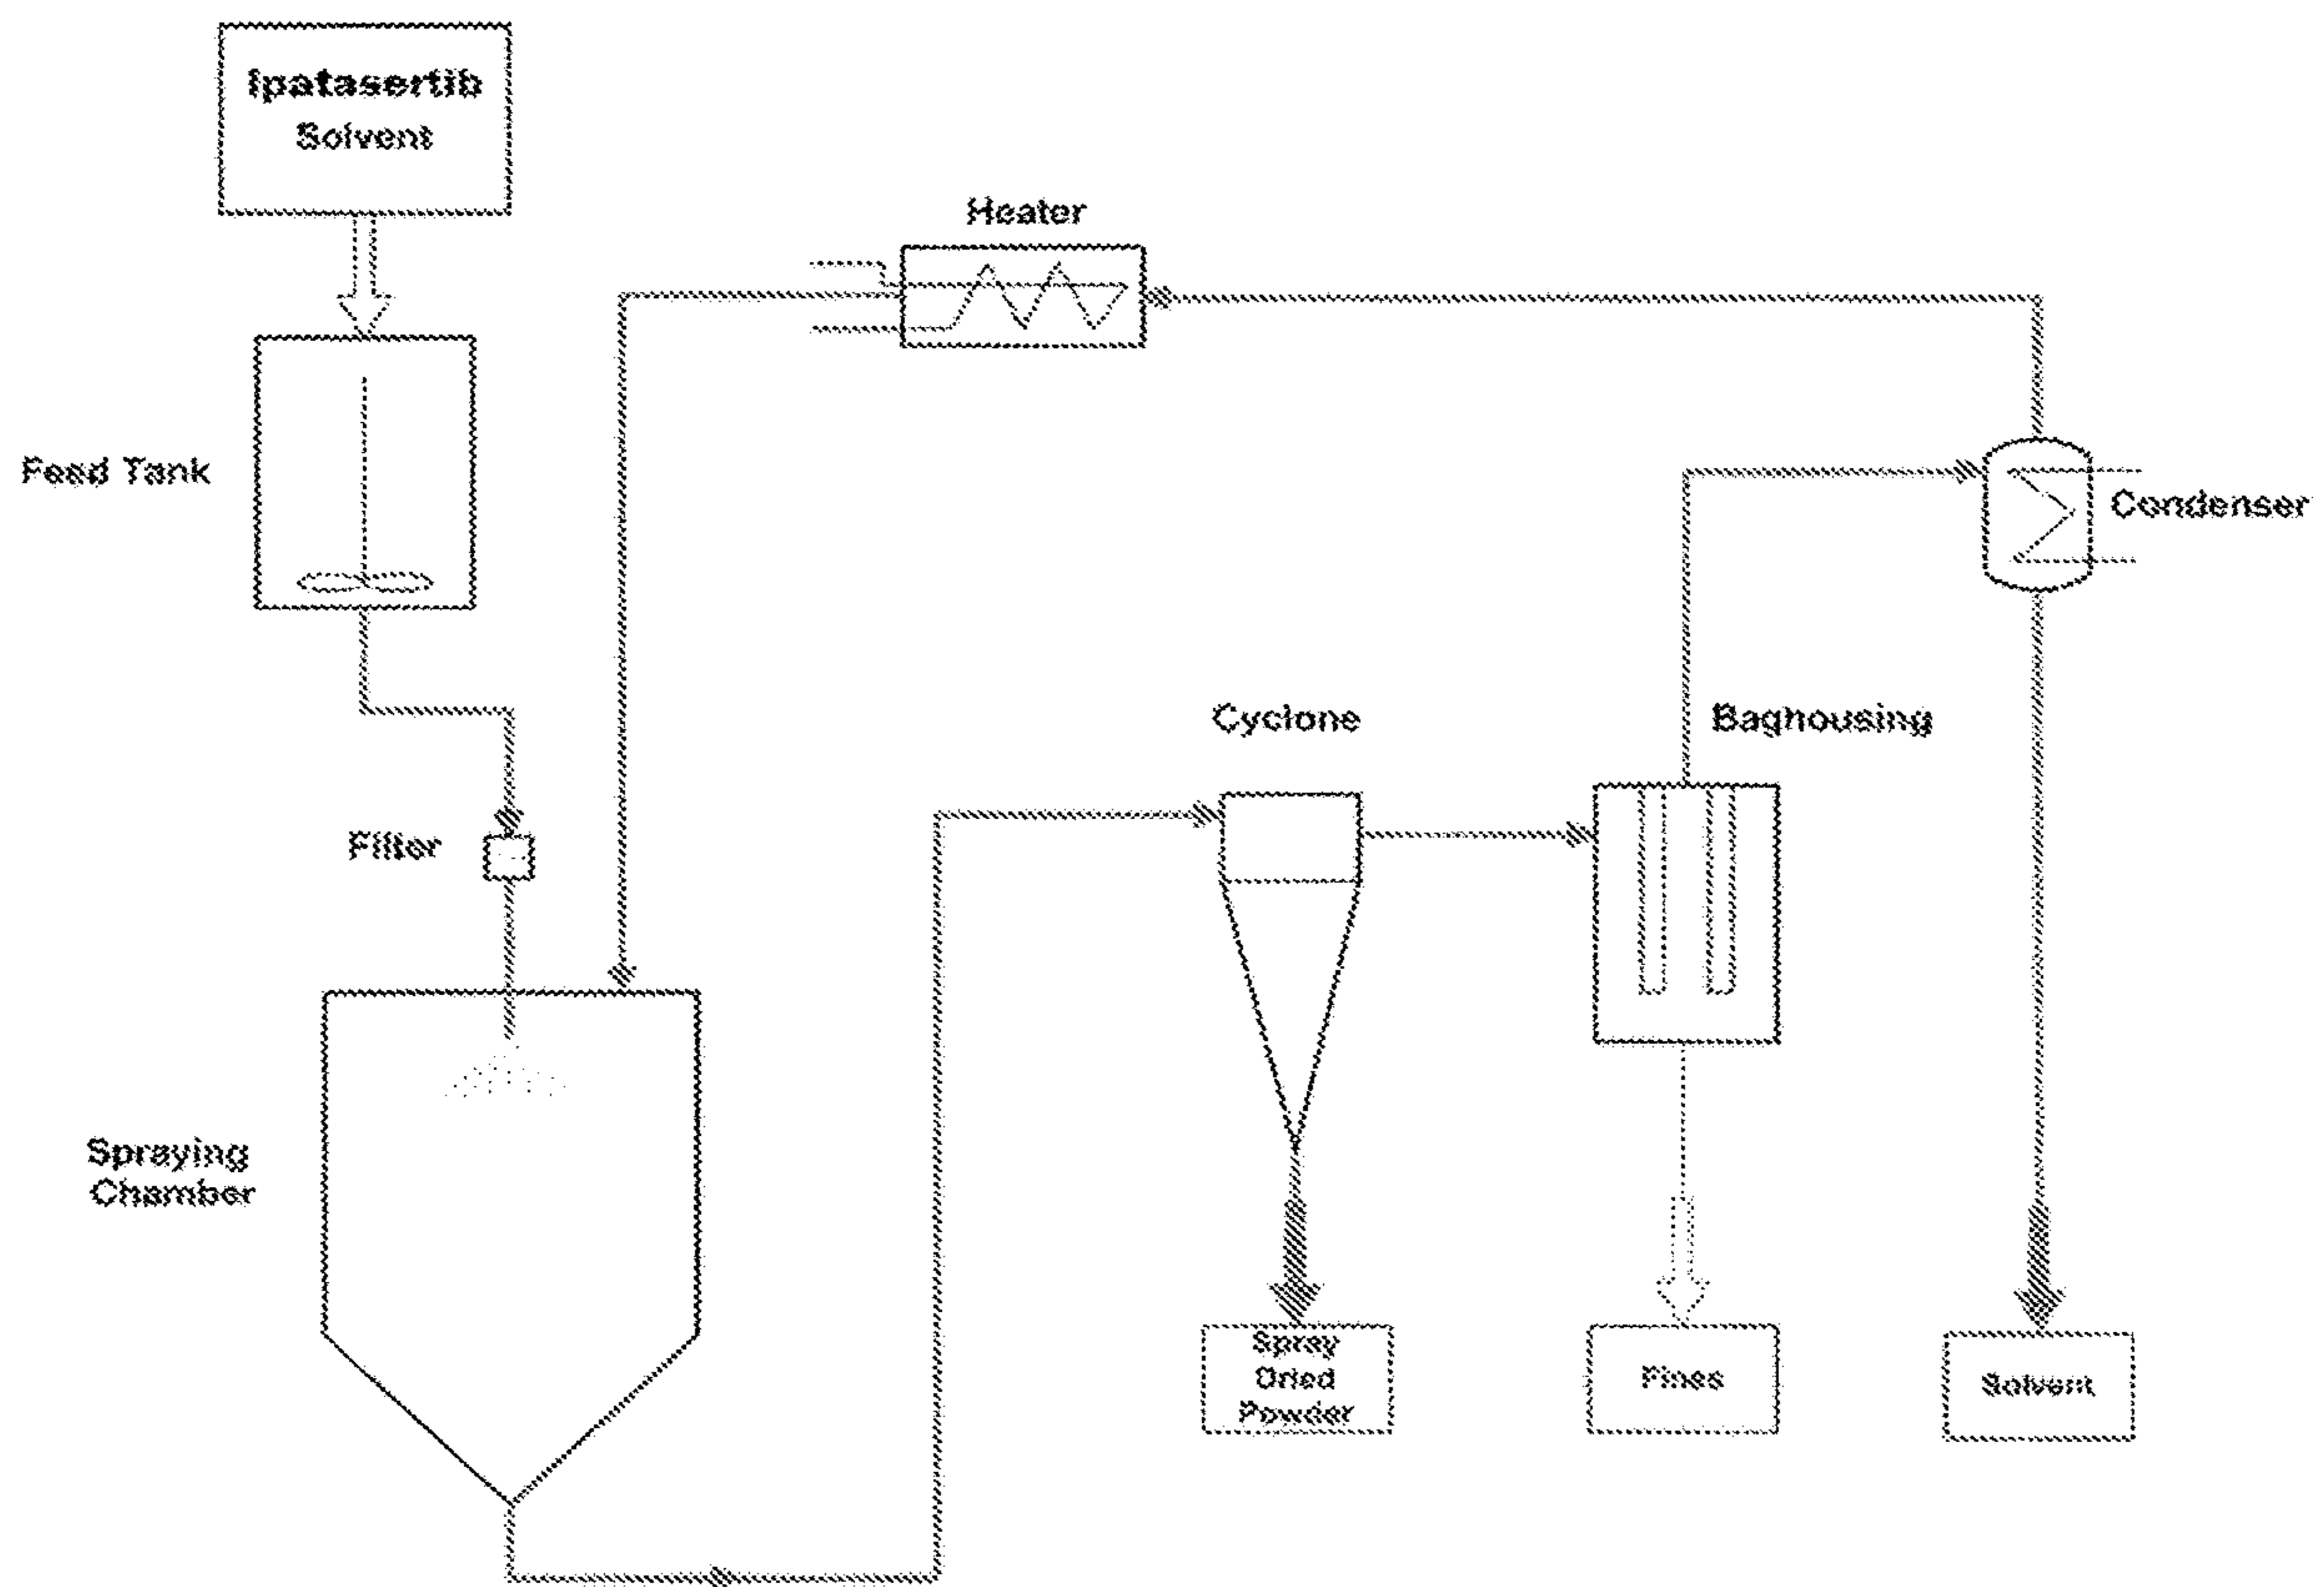 Ipatasertib
Solvent
Heater
Feed Tank
Condenser
Cyclone
Baghousing
Filter
Spraying
Chamber
Spray
Dried
Powder
Fines
Solvent